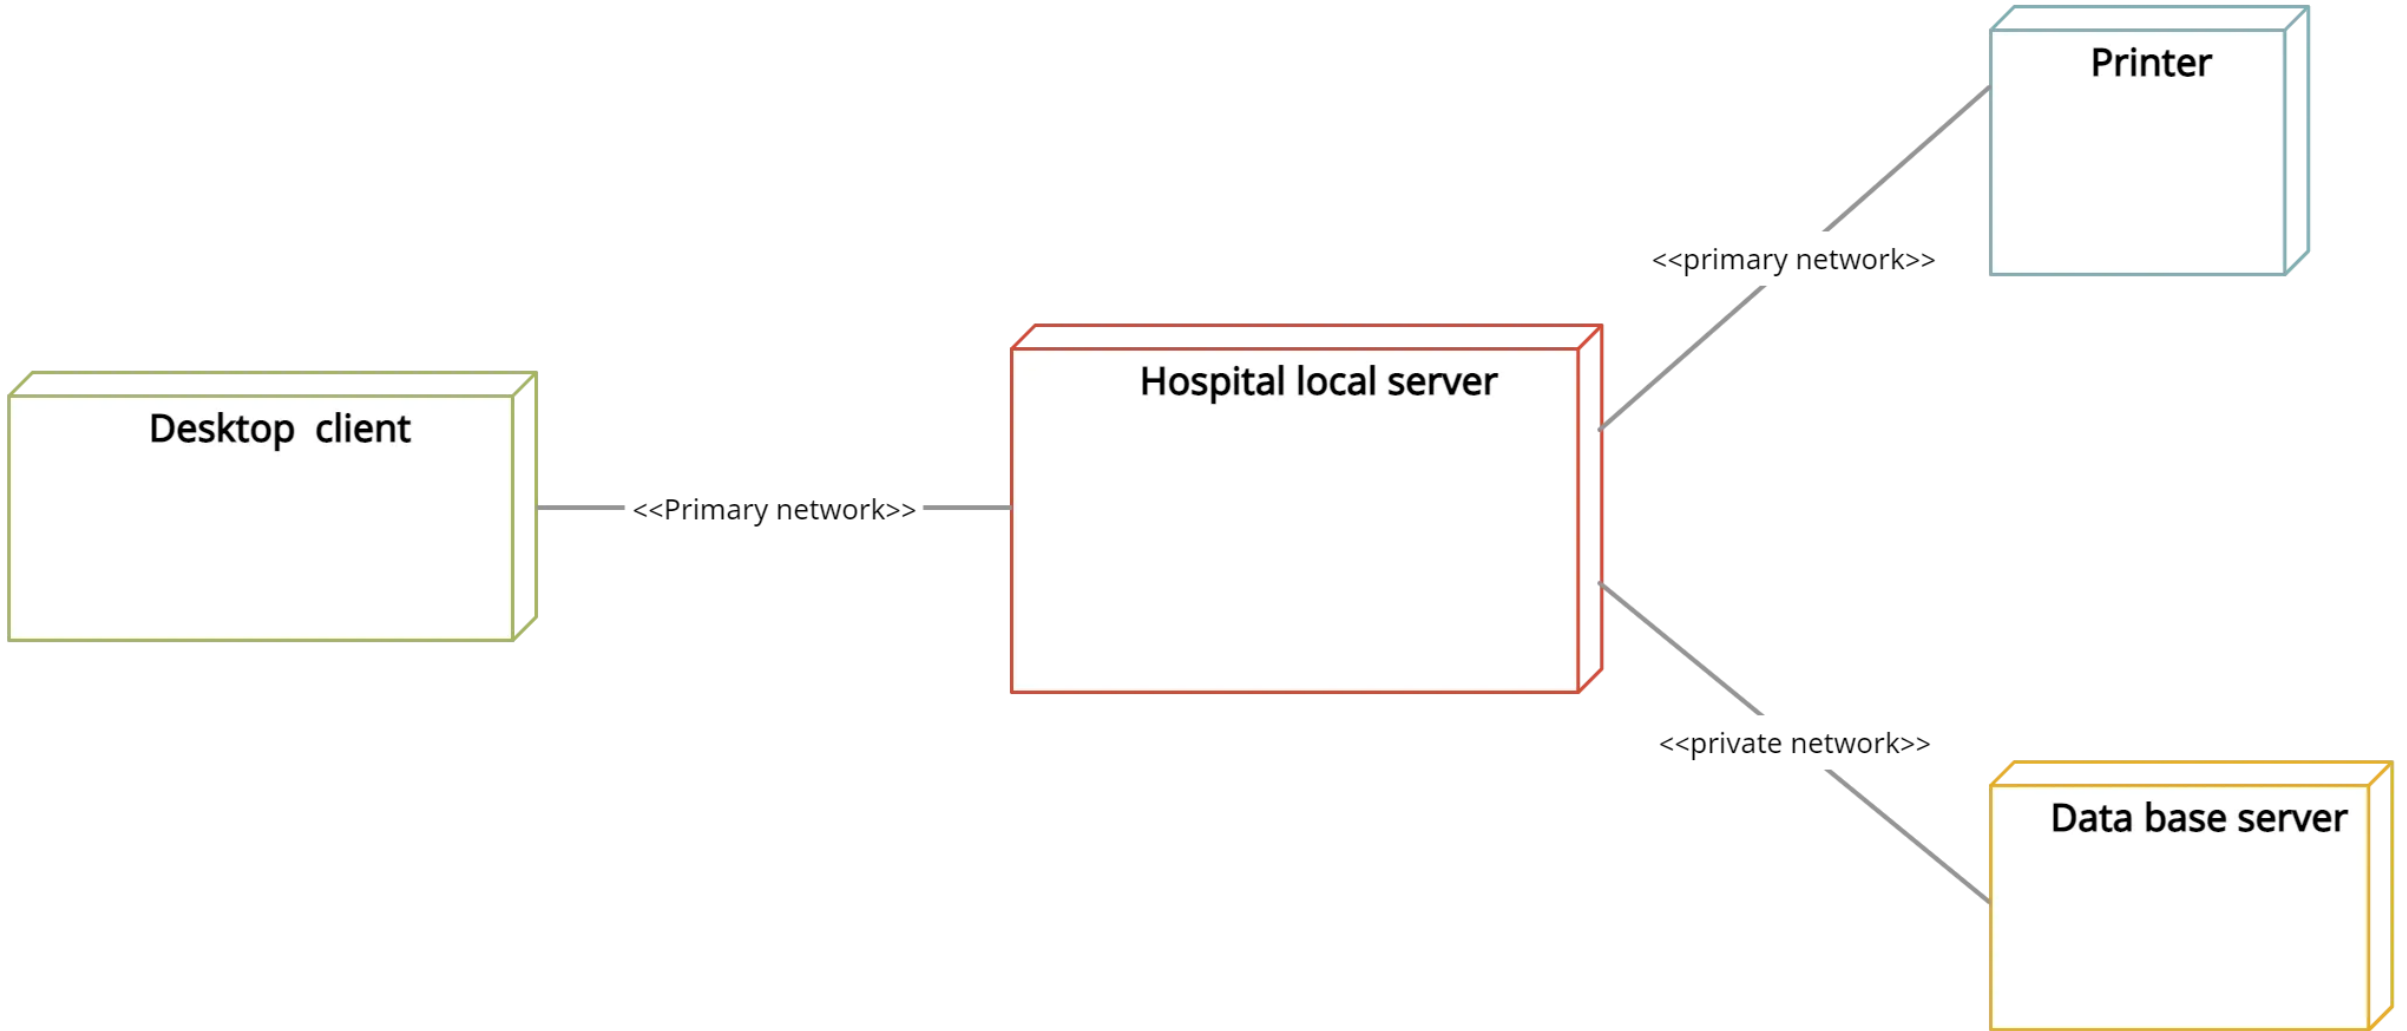 Printer
<<primary network>>
Hospital local server
Desktop  client
<<Primary network>>
<<private network>>
Data base server